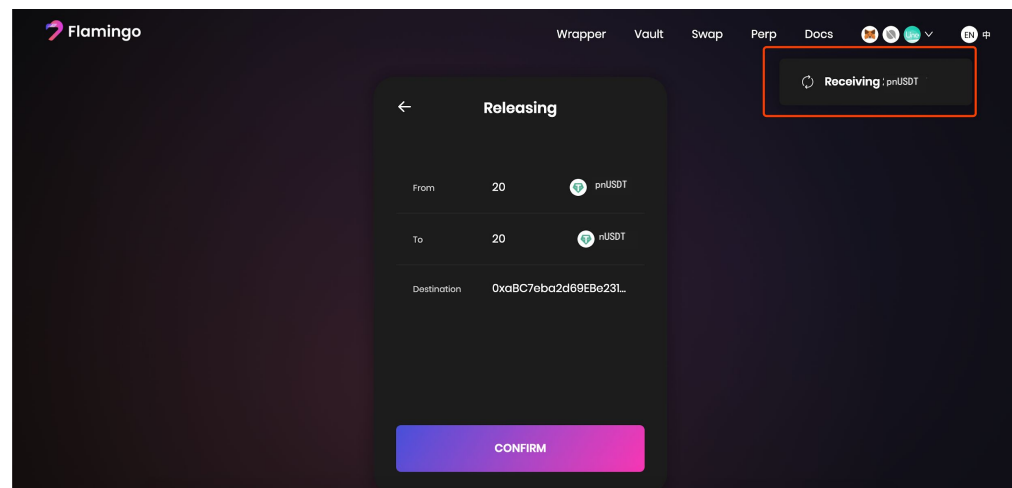 Flamingo
Wrapper Vault Swap Perp Docs EN 中
Receiving pnUSDT
Releasing
From 20 pnUSDT
To 20 nUSDT
Destination 0xaBC7eba2d69EBe231...
CONFIRM